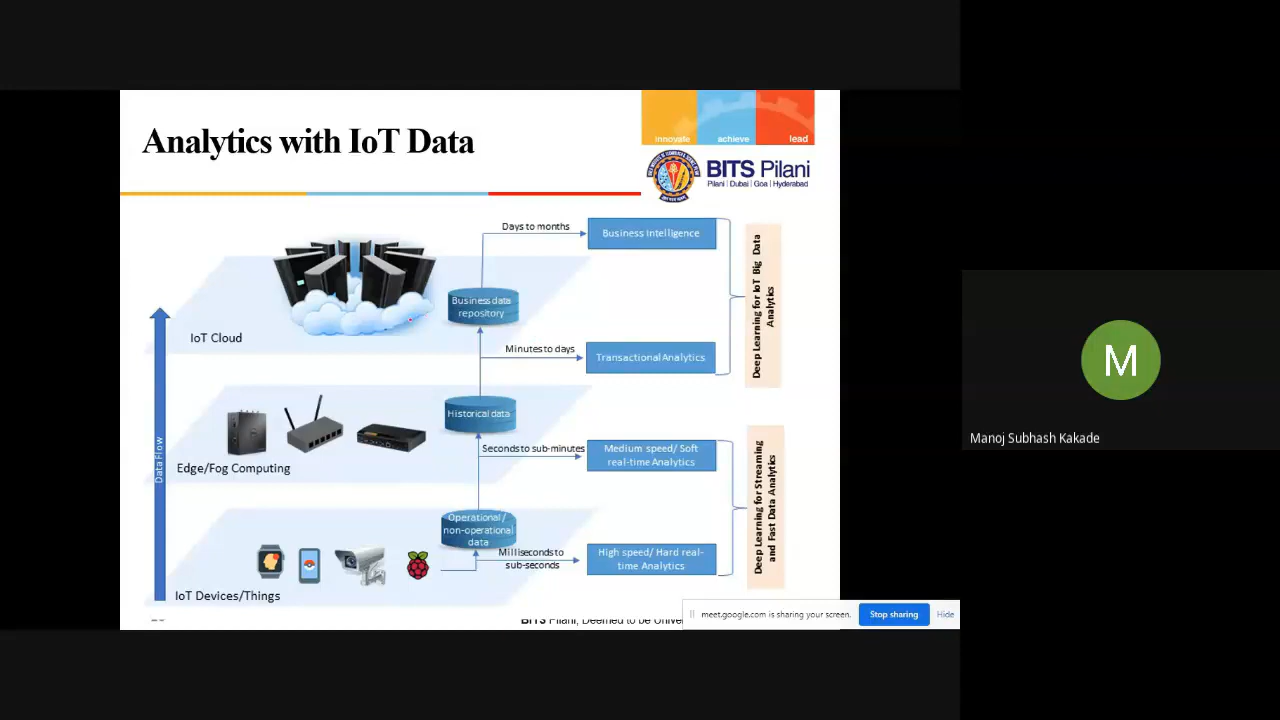 Analytics with IoT Data
innovate achieve lead
BITS Pilani
Pilani | Dubai | Goa | Hyderabad
Days to months
Business Intelligence
Business data
repository
IoT Cloud
Minutes to days
Transactional Analytics
Deep Learning for IoT Big Data
Analytics
Historical data
Edge/Fog Computing
Seconds to sub-minutes
Medium speed/ Soft
real-time Analytics
Data Flow
Operational /
non-operational
data
Milliseconds to
sub-seconds
High speed/ Hard real-
time Analytics
Deep Learning for Streaming
and Fast Data Analytics
IoT Devices/Things
BITS Pilani, Deemed to be
meet.google.com is sharing your screen.
Stop sharing
Hide
M
Manoj Subhash Kakade